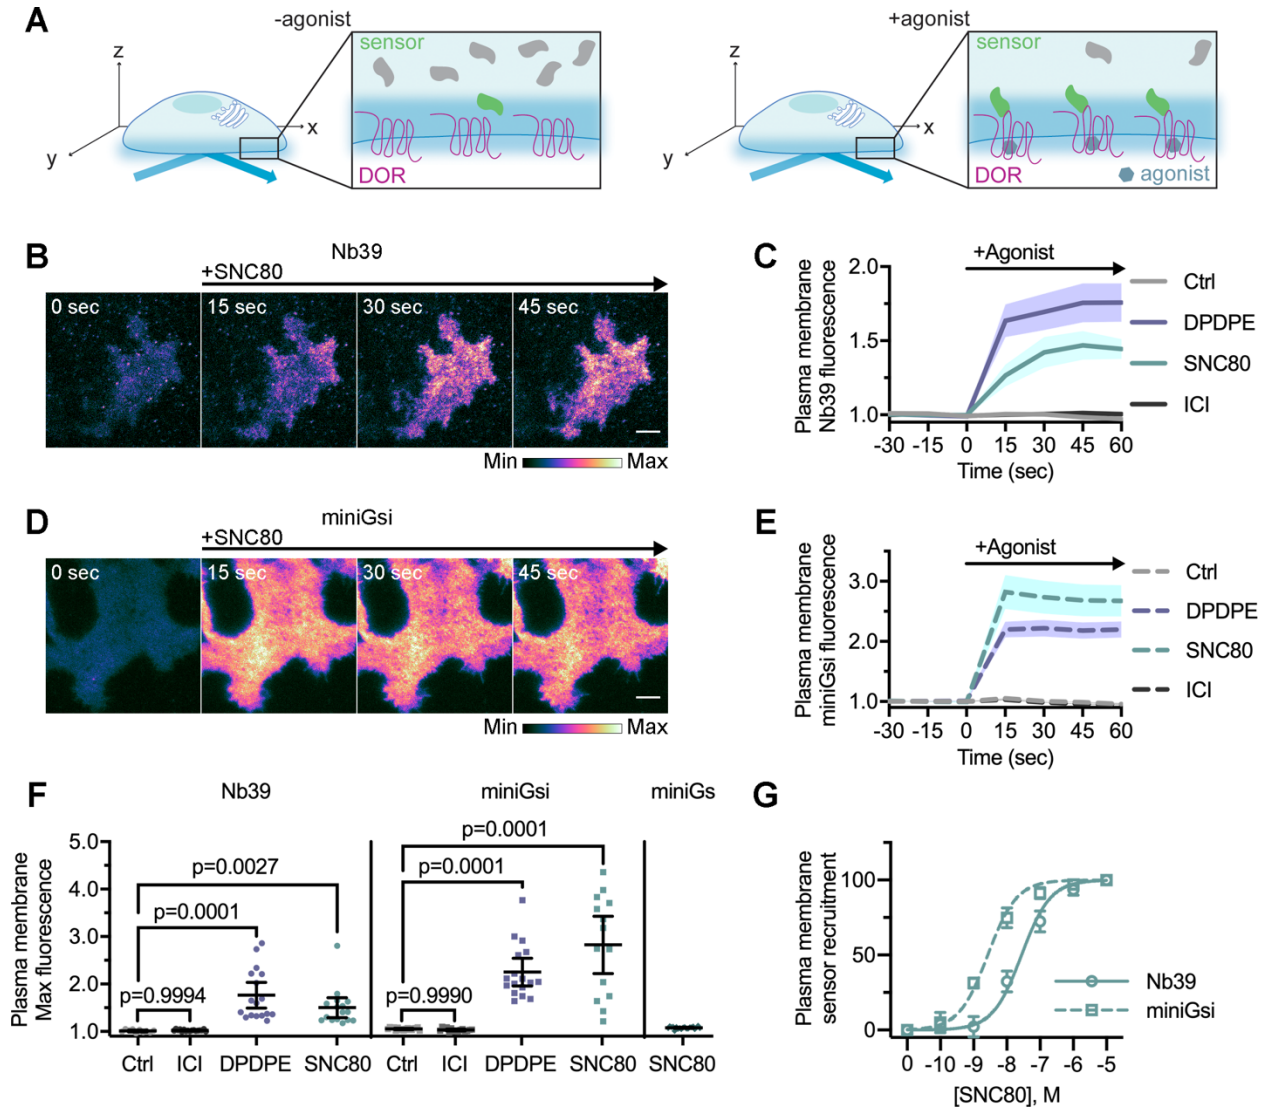 A
-agonist
z
x
y
sensor
DOR
+agonist
z
x
y
sensor
DOR
agonist
B
Nb39
+SNC80
0 sec
15 sec
30 sec
45 sec
Min
Max
C
+Agonist
Plasma membrane
Nb39 fluorescence
2.0
1.5
1.0
-30 -15 0 15 30 45 60
Time (sec)
Ctrl
DPDPE
SNC80
ICI
D
miniGsi
+SNC80
0 sec
15 sec
30 sec
45 sec
Min
Max
E
+Agonist
Plasma membrane
miniGsi fluorescence
3.0
2.0
1.0
-30 -15 0 15 30 45 60
Time (sec)
Ctrl
DPDPE
SNC80
ICI
F
Nb39
miniGsi
miniGs
Plasma membrane
Max fluorescence
5.0
4.0
3.0
2.0
1.0
p=0.0027
p=0.0001
p=0.9994
p=0.0001
p=0.0001
p=0.9990
Ctrl ICI DPDPE SNC80
Ctrl ICI DPDPE SNC80
SNC80
G
Plasma membrane
sensor recruitment
100
50
0
0 -10 -9 -8 -7 -6 -5
[SNC80], M
Nb39
miniGsi